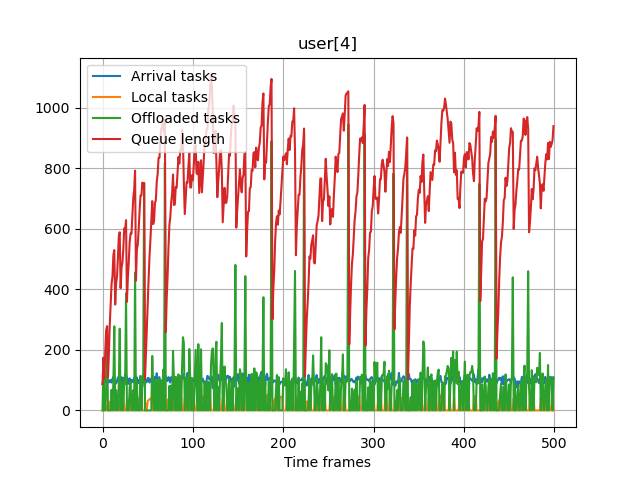 user[4]
Arrival tasks
Local tasks
Offloaded tasks
Queue length
1000
800
600
400
200
0
0 100 200 300 400 500
Time frames